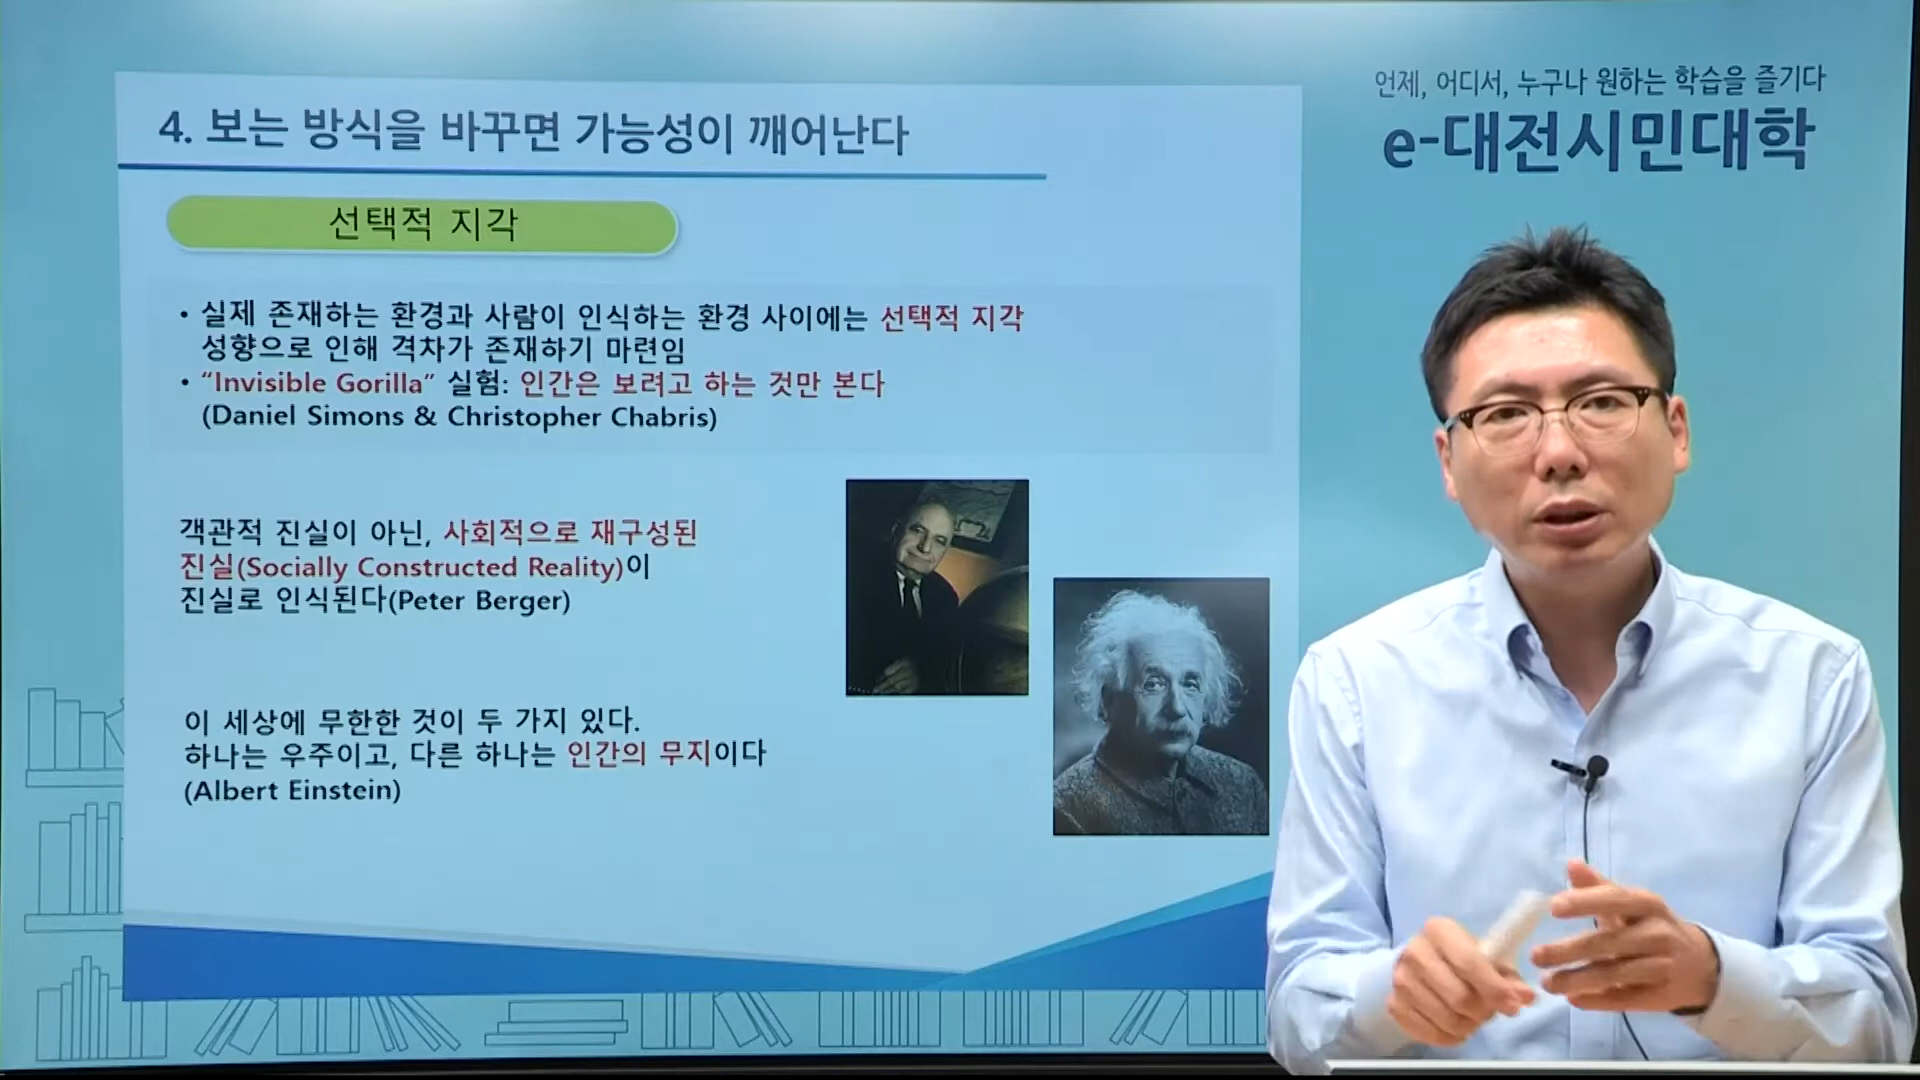 4. 보는 방식을 바꾸면 가능성이 깨어난다
선택적 지각
• 실제 존재하는 환경과 사람이 인식하는 환경 사이에는 선택적 지각
성향으로 인해 격차가 존재하기 마련임
• “Invisible Gorilla” 실험: 인간은 보려고 하는 것만 본다
(Daniel Simons & Christopher Chabris)
객관적 진실이 아닌, 사회적으로 재구성된
진실(Socially Constructed Reality)이
진실로 인식된다(Peter Berger)
이 세상에 무한한 것이 두 가지 있다.
하나는 우주이고, 다른 하나는 인간의 무지이다
(Albert Einstein)
언제, 어디서, 누구나 원하는 학습을 즐기다
e-대전시민대학